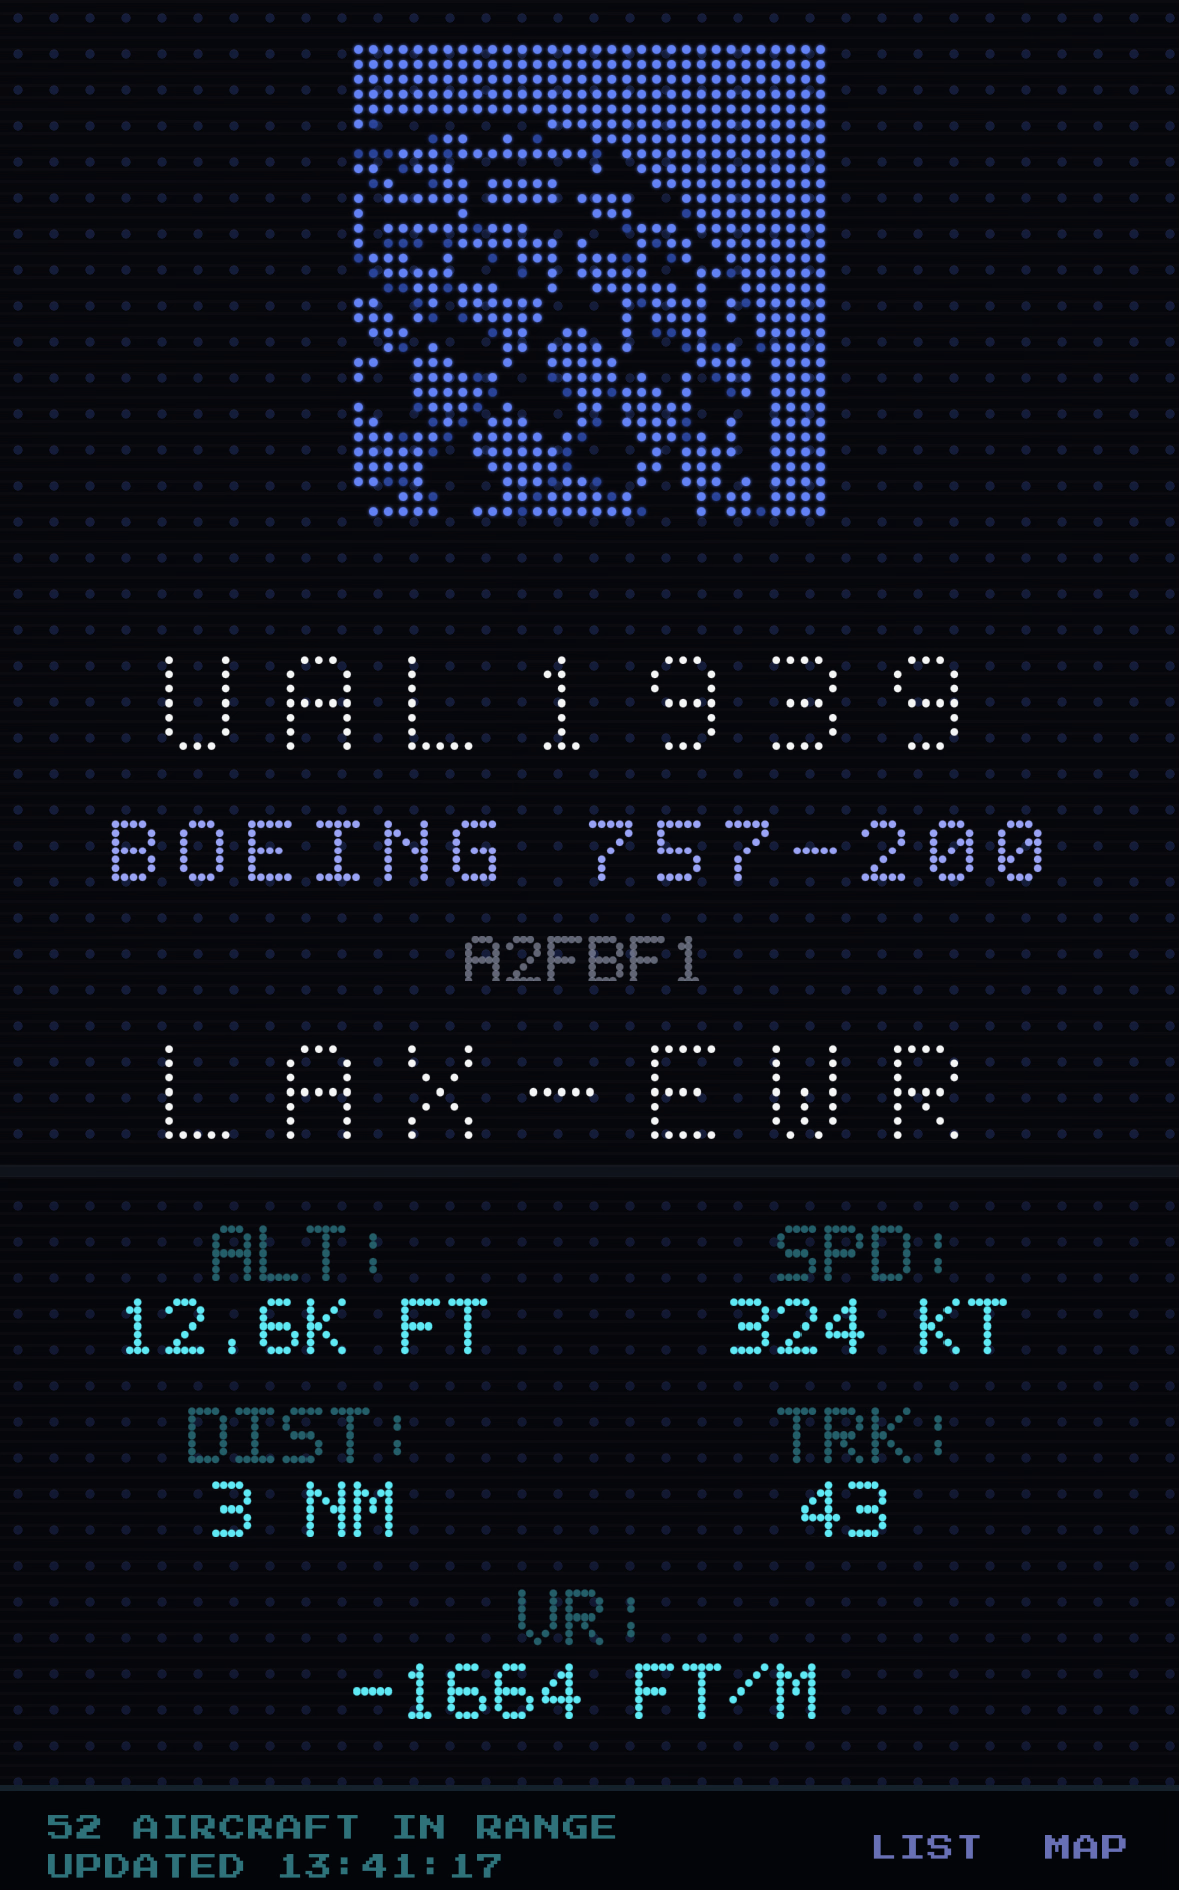 UAL1939
BOEING 757-200
A2FBF1
LAX-EWR
ALT: SPD:
12.6K FT 324 KT
DIST: TRK:
3 NM 43
VR:
-1664 FT/M
52 AIRCRAFT IN RANGE
UPDATED 13:41:17
LIST MAP